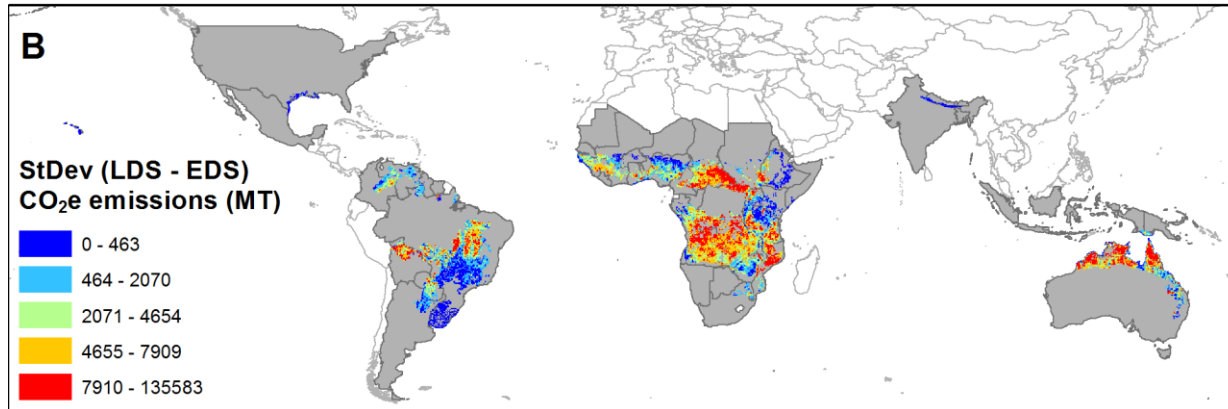 B
StDev (LDS - EDS)
CO₂e emissions (MT)
0 - 463
464 - 2070
2071 - 4654
4655 - 7909
7910 - 135583